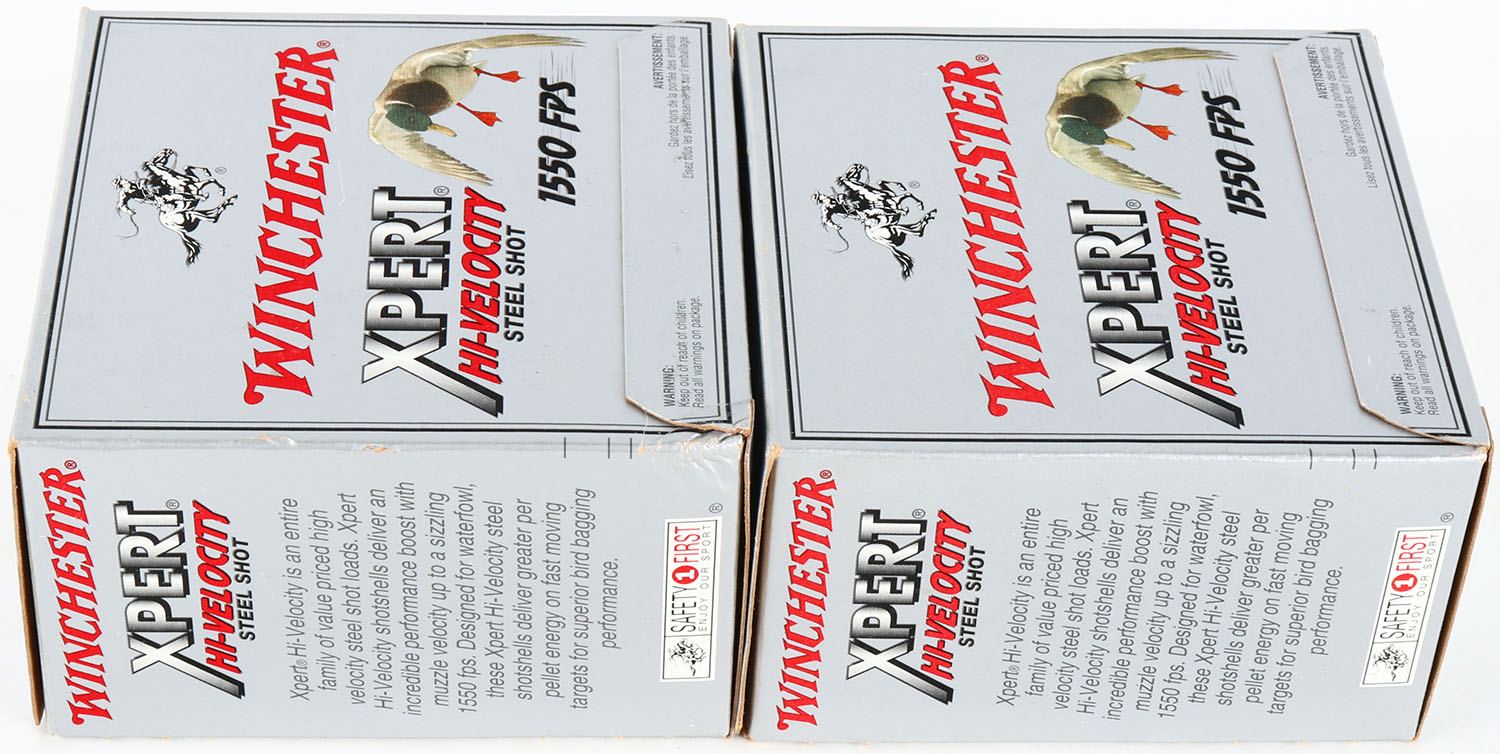 WINCHESTER®
XPERT®
HI-VELOCITY
STEEL SHOT
1550 FPS
WARNING:
Keep out of reach of children.
Read all warnings on package.
AVERTISSEMENT:
Gardez hors de la portée des enfants.
Lisez tous les avertissements sur l'emballage.
WINCHESTER®
XPERT®
HI-VELOCITY
STEEL SHOT
Xpert® Hi-Velocity is an entire
family of value priced high
velocity steel shot loads. Xpert
Hi-Velocity shotshells deliver an
incredible performance boost with
muzzle velocity up to a sizzling
1550 fps. Designed for waterfowl,
these Xpert Hi-Velocity steel
shotshells deliver greater per
pellet energy on fast moving
targets for superior bird bagging
performance.
SAFETY 1 FIRST ®
ENJOY OUR SPORT
WINCHESTER®
XPERT®
HI-VELOCITY
STEEL SHOT
1550 FPS
WARNING:
Keep out of reach of children.
Read all warnings on package.
AVERTISSEMENT:
Gardez hors de la portée des enfants.
Lisez tous les avertissements sur l'emballage.
WINCHESTER®
XPERT®
HI-VELOCITY
STEEL SHOT
Xpert® Hi-Velocity is an entire
family of value priced high
velocity steel shot loads. Xpert
Hi-Velocity shotshells deliver an
incredible performance boost with
muzzle velocity up to a sizzling
1550 fps. Designed for waterfowl,
these Xpert Hi-Velocity steel
shotshells deliver greater per
pellet energy on fast moving
targets for superior bird bagging
performance.
SAFETY 1 FIRST ®
ENJOY OUR SPORT